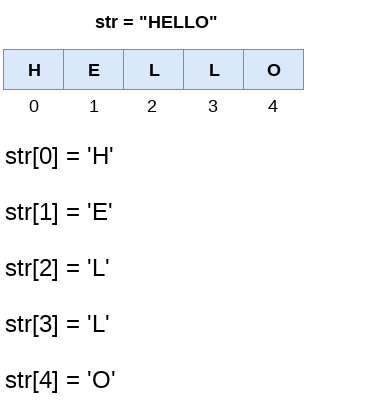 str = "HELLO"
H E L L O
0 1 2 3 4
str[0] = 'H'
str[1] = 'E'
str[2] = 'L'
str[3] = 'L'
str[4] = 'O'